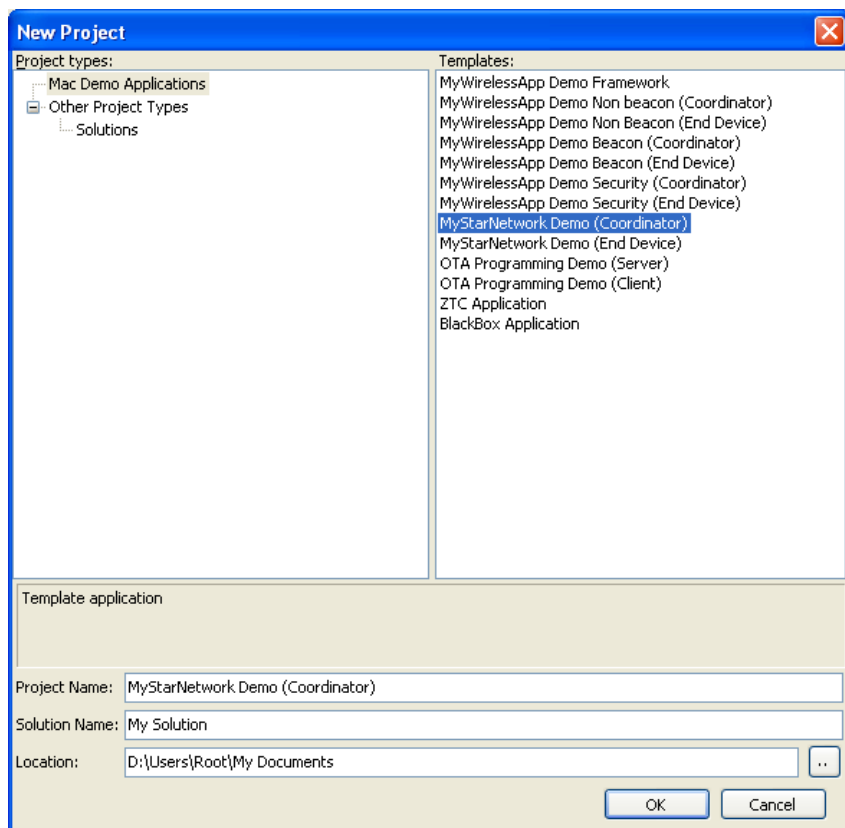 New Project
Project types:
Mac Demo Applications
Other Project Types
Solutions
Templates:
MyWirelessApp Demo Framework
MyWirelessApp Demo Non beacon (Coordinator)
MyWirelessApp Demo Non Beacon (End Device)
MyWirelessApp Demo Beacon (Coordinator)
MyWirelessApp Demo Beacon (End Device)
MyWirelessApp Demo Security (Coordinator)
MyWirelessApp Demo Security (End Device)
MyStarNetwork Demo (Coordinator)
MyStarNetwork Demo (End Device)
OTA Programming Demo (Server)
OTA Programming Demo (Client)
ZTC Application
BlackBox Application
Template application
Project Name: MyStarNetwork Demo (Coordinator)
Solution Name: My Solution
Location: D:\Users\Root\My Documents ..
OK Cancel